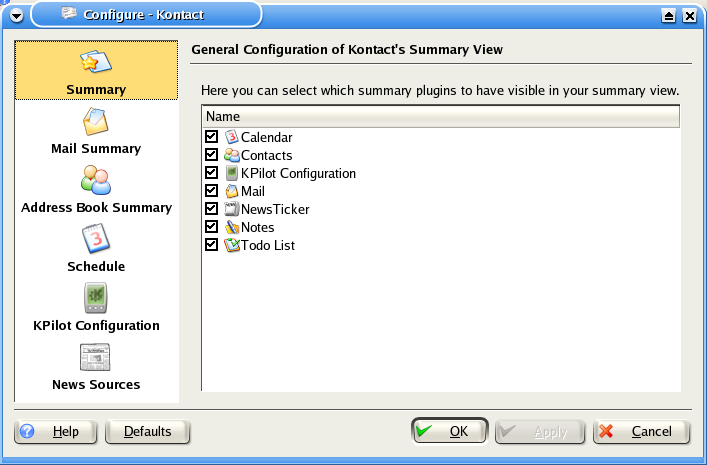 Configure - Kontact
Summary
Mail Summary
Address Book Summary
3
Schedule
KPilot Configuration
News Sources
General Configuration of Kontact's Summary View
Here you can select which summary plugins to have visible in your summary view.
Name
Calendar
Contacts
KPilot Configuration
Mail
NewsTicker
Notes
Todo List
Help
Defaults
OK
Apply
Cancel